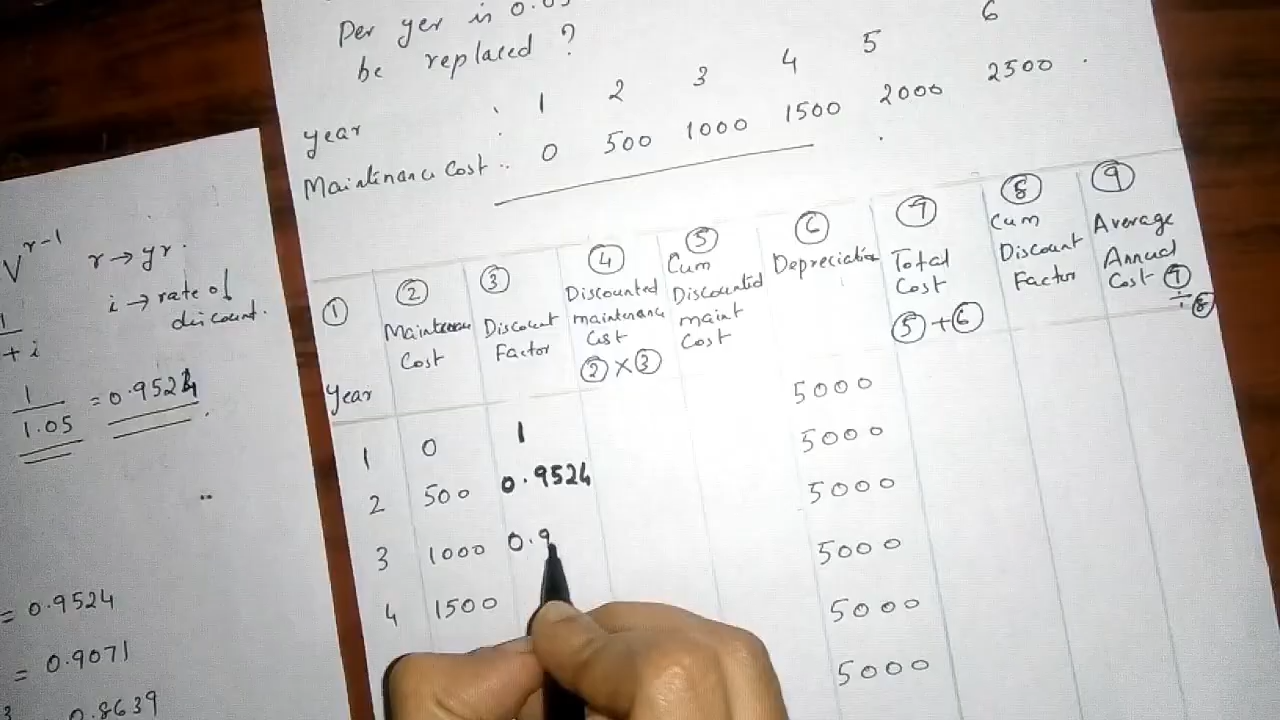 Per yer is 0.05
be replaced ?
year : 1 2 3 4 5 6
Maintenance Cost .. 0 500 1000 1500 2000 2500 .
V^r-1 r → yr.
i → rate of
discount.
1
+ i
1
1.05 = 0.9524
= 0.9524
= 0.9071
3 0.8639
① ② ③ ④ ⑤ ⑥ ⑦ ⑧ ⑨
Year
Maintenance
Cost
Discount
Factor
Discounted
maintenance
Cost
② × ③
Cum
Discounted
maint
Cost
Depreciation
Total
Cost
⑤ + ⑥
Cum
Discount
Factor
Average
Annual
Cost ⑦
÷ ⑧
5000
1 0 1 5000
2 500 0.9524 5000
3 1000 0.9 5000
4 1500 5000
5000